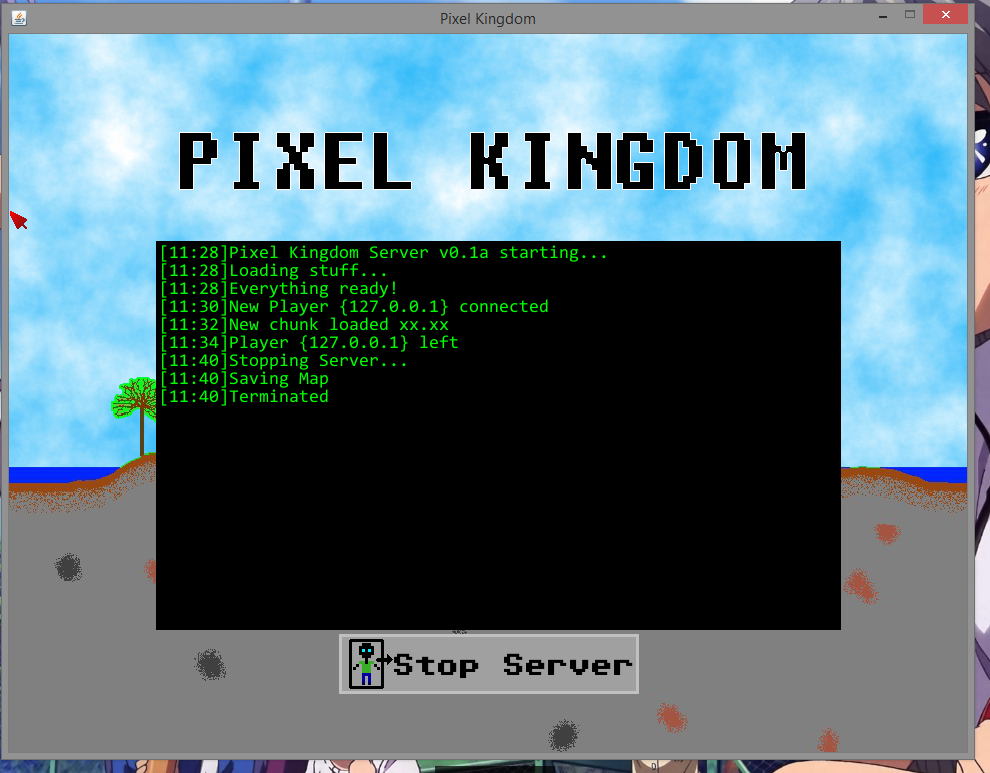 Pixel Kingdom
PIXEL KINGDOM
[11:28]Pixel Kingdom Server v0.1a starting...
[11:28]Loading stuff...
[11:28]Everything ready!
[11:30]New Player {127.0.0.1} connected
[11:32]New chunk loaded xx.xx
[11:34]Player {127.0.0.1} left
[11:40]Stopping Server...
[11:40]Saving Map
[11:40]Terminated
Stop Server